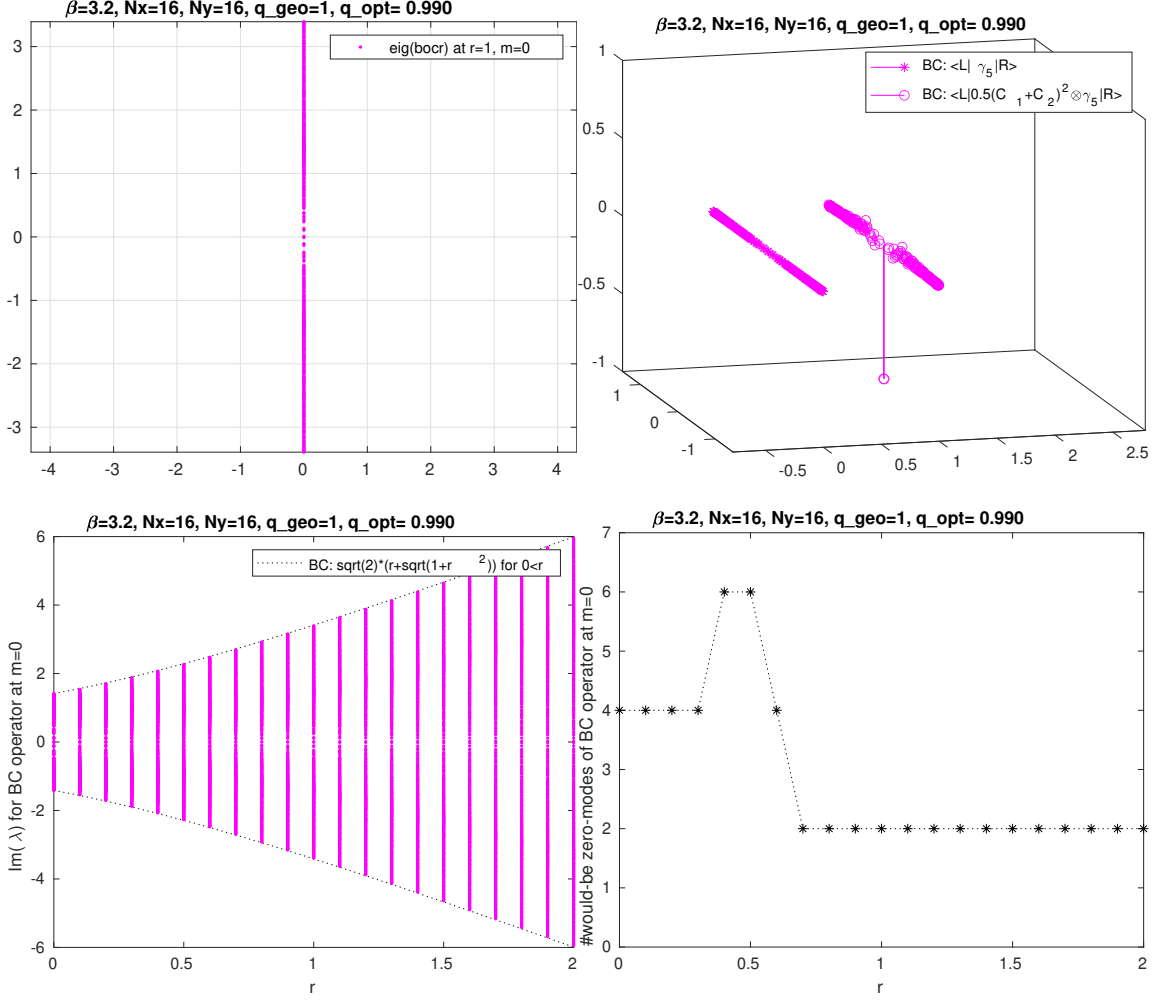 β=3.2, Nx=16, Ny=16, q_geo=1, q_opt= 0.990
eig(bocr) at r=1, m=0
3
2
1
0
-1
-2
-3
-4 -3 -2 -1 0 1 2 3 4
β=3.2, Nx=16, Ny=16, q_geo=1, q_opt= 0.990
BC: <L| γ₅|R>
BC: <L|0.5(C ₁+C ₂)²⊗γ₅|R>
1
0.5
0
-0.5
-1
1
0
-1
-0.5 0 0.5 1 1.5 2 2.5
β=3.2, Nx=16, Ny=16, q_geo=1, q_opt= 0.990
BC: sqrt(2)*(r+sqrt(1+r ²)) for 0<r
Im( λ) for BC operator at m=0
6
4
2
0
-2
-4
-6
0 0.5 1 1.5 2
r
β=3.2, Nx=16, Ny=16, q_geo=1, q_opt= 0.990
#would-be zero-modes of BC operator at m=0
7
6
5
4
3
2
1
0
0 0.5 1 1.5 2
r